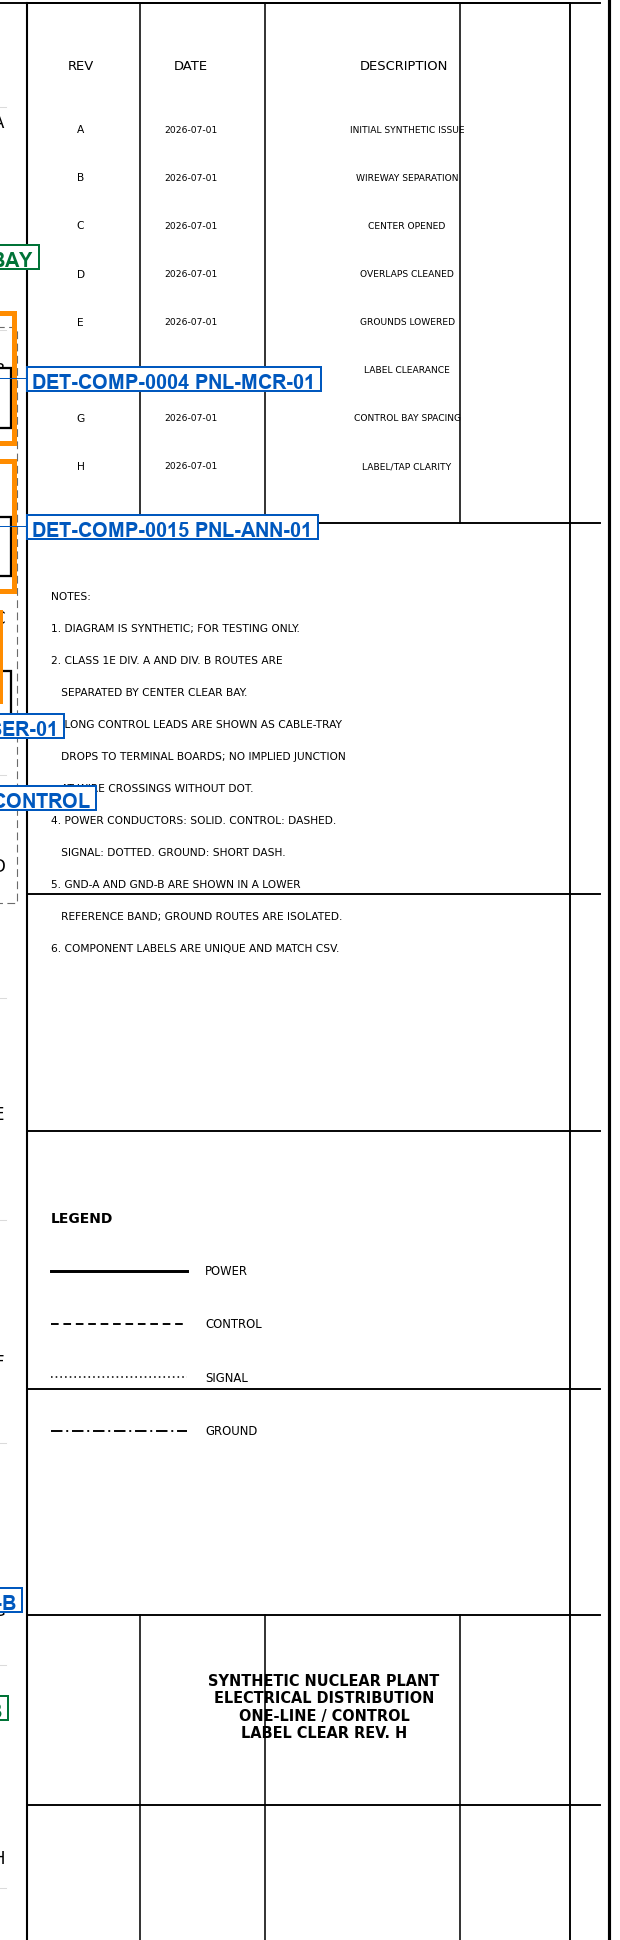 REV DATE DESCRIPTION
A
A 2026-07-01 INITIAL SYNTHETIC ISSUE
B 2026-07-01 WIREWAY SEPARATION
C 2026-07-01 CENTER OPENED
BAY
D 2026-07-01 OVERLAPS CLEANED
E 2026-07-01 GROUNDS LOWERED
LABEL CLEARANCE
DET-COMP-0004 PNL-MCR-01
G 2026-07-01 CONTROL BAY SPACING
H 2026-07-01 LABEL/TAP CLARITY
DET-COMP-0015 PNL-ANN-01
NOTES:
1. DIAGRAM IS SYNTHETIC; FOR TESTING ONLY.
2. CLASS 1E DIV. A AND DIV. B ROUTES ARE
SEPARATED BY CENTER CLEAR BAY.
LONG CONTROL LEADS ARE SHOWN AS CABLE-TRAY
SER-01
DROPS TO TERMINAL BOARDS; NO IMPLIED JUNCTION
CROSSINGS WITHOUT DOT.
CONTROL
4. POWER CONDUCTORS: SOLID. CONTROL: DASHED.
SIGNAL: DOTTED. GROUND: SHORT DASH.
D
5. GND-A AND GND-B ARE SHOWN IN A LOWER
REFERENCE BAND; GROUND ROUTES ARE ISOLATED.
6. COMPONENT LABELS ARE UNIQUE AND MATCH CSV.
E
LEGEND
POWER
CONTROL
F
SIGNAL
GROUND
-B
SYNTHETIC NUCLEAR PLANT
ELECTRICAL DISTRIBUTION
ONE-LINE / CONTROL
LABEL CLEAR REV. H
H